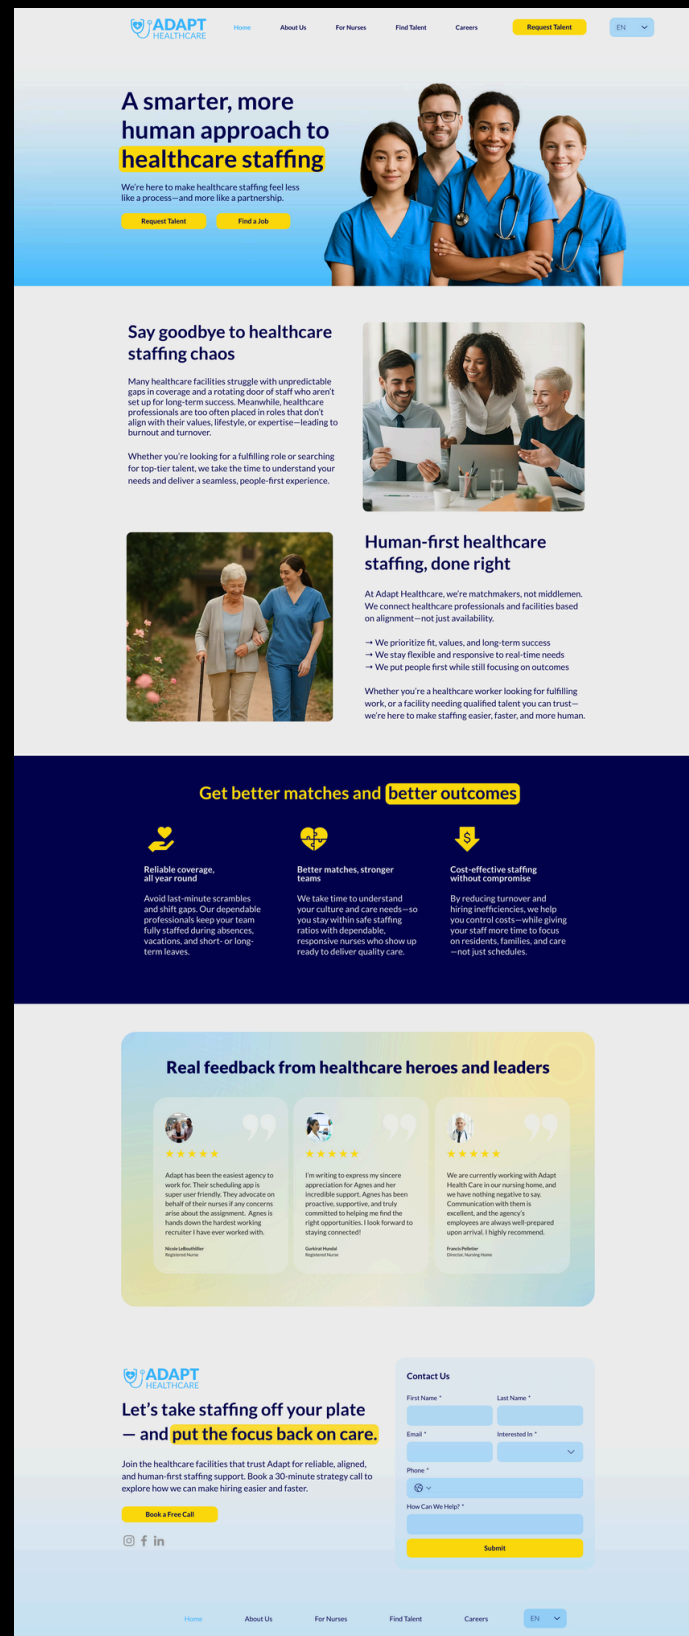 ADAPT
HEALTHCARE
Home
About Us
For Nurses
Find Talent
Careers
Request Talent
EN
A smarter, more
human approach to
healthcare staffing
We're here to make healthcare staffing feel less
like a process—and more like a partnership.
Request Talent
Find a Job
Say goodbye to healthcare
staffing chaos
Many healthcare facilities struggle with unpredictable
gaps in coverage and a rotating door of staff who aren't
set up for long-term success. Meanwhile, healthcare
professionals are too often placed in roles that don't
align with their values, lifestyle, or expertise—leading to
burnout and turnover.
Whether you're looking for a fulfilling role or searching
for top-tier talent, we take the time to understand your
needs and deliver a seamless, people-first experience.
Human-first healthcare
staffing, done right
At Adapt Healthcare, we're matchmakers, not middlemen.
We connect healthcare professionals and facilities based
on alignment—not just availability.
→ We prioritize fit, values, and long-term success
→ We stay flexible and responsive to real-time needs
→ We put people first while still focusing on outcomes
Whether you're a healthcare worker looking for fulfilling
work, or a facility needing qualified talent you can trust—
we're here to make staffing easier, faster, and more human.
Get better matches and better outcomes
Reliable coverage,
all year round
Avoid last-minute scrambles
and shift gaps. Our dependable
professionals keep your team
fully staffed during absences,
vacations, and short- or long-
term leaves.
Better matches, stronger
teams
We take time to understand
your culture and care needs—so
you stay within safe staffing
ratios with dependable,
responsive nurses who show up
ready to deliver quality care.
$
Cost-effective staffing
without compromise
By reducing turnover and
hiring inefficiencies, we help
you control costs—while giving
your staff more time to focus
on residents, families, and care
—not just schedules.
Real feedback from healthcare heroes and leaders
Adapt has been the easiest agency to
work for. Their scheduling app is
super user friendly. They advocate on
behalf of their nurses if any concerns
arise about the assignment. Agnes is
hands down the hardest working
recruiter I have ever worked with.
Nicole LeBouthillier
Registered Nurse
I'm writing to express my sincere
appreciation for Agnes and her
incredible support. Agnes has been
proactive, supportive, and truly
committed to helping me find the
right opportunities. I look forward to
staying connected!
Gurkirat Hundal
Registered Nurse
We are currently working with Adapt
Health Care in our nursing home, and
we have nothing negative to say.
Communication with them is
excellent, and the agency's
employees are always well-prepared
upon arrival. I highly recommend.
Francis Pelletier
Director, Nursing Home
ADAPT
HEALTHCARE
Let's take staffing off your plate
— and put the focus back on care.
Join the healthcare facilities that trust Adapt for reliable, aligned,
and human-first staffing support. Book a 30-minute strategy call to
explore how we can make hiring easier and faster.
Book a Free Call
Contact Us
First Name *
Last Name *
Email *
Interested In *
Phone *
How Can We Help? *
Submit
Home
About Us
For Nurses
Find Talent
Careers
EN